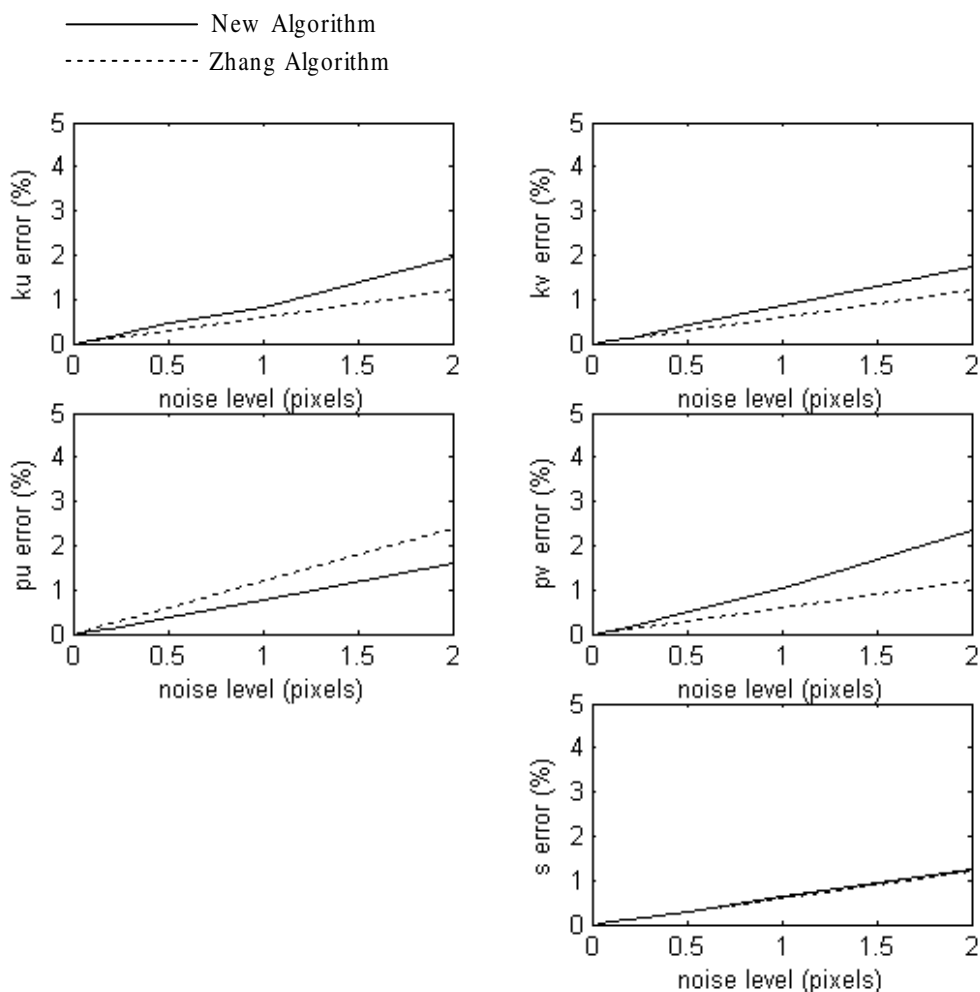 New Algorithm
Zhang Algorithm
5
4
3
2
1
0
ku error (%)
0 0.5 1 1.5 2
noise level (pixels)
5
4
3
2
1
0
kv error (%)
0 0.5 1 1.5 2
noise level (pixels)
5
4
3
2
1
0
pu error (%)
0 0.5 1 1.5 2
noise level (pixels)
5
4
3
2
1
0
pv error (%)
0 0.5 1 1.5 2
noise level (pixels)
5
4
3
2
1
0
s error (%)
0 0.5 1 1.5 2
noise level (pixels)